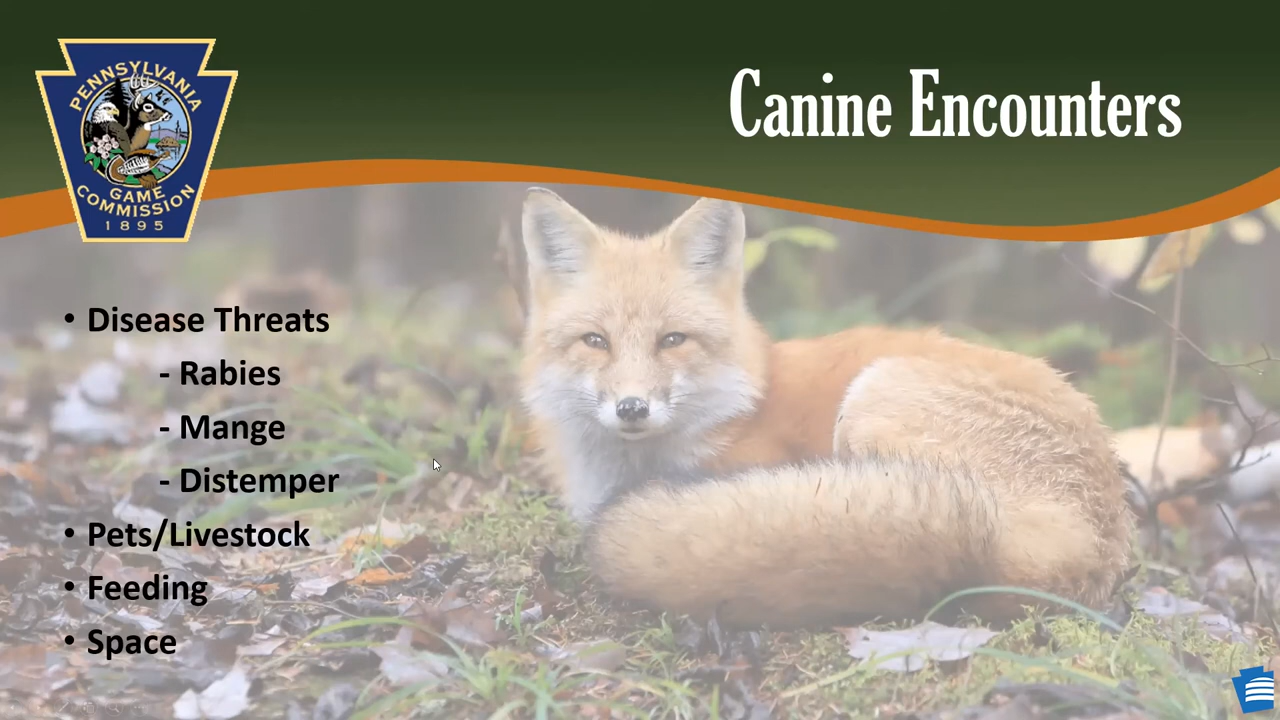 PENNSYLVANIA
GAME
COMMISSION
1895
Canine Encounters
• Disease Threats
- Rabies
- Mange
- Distemper
• Pets/Livestock
• Feeding
• Space